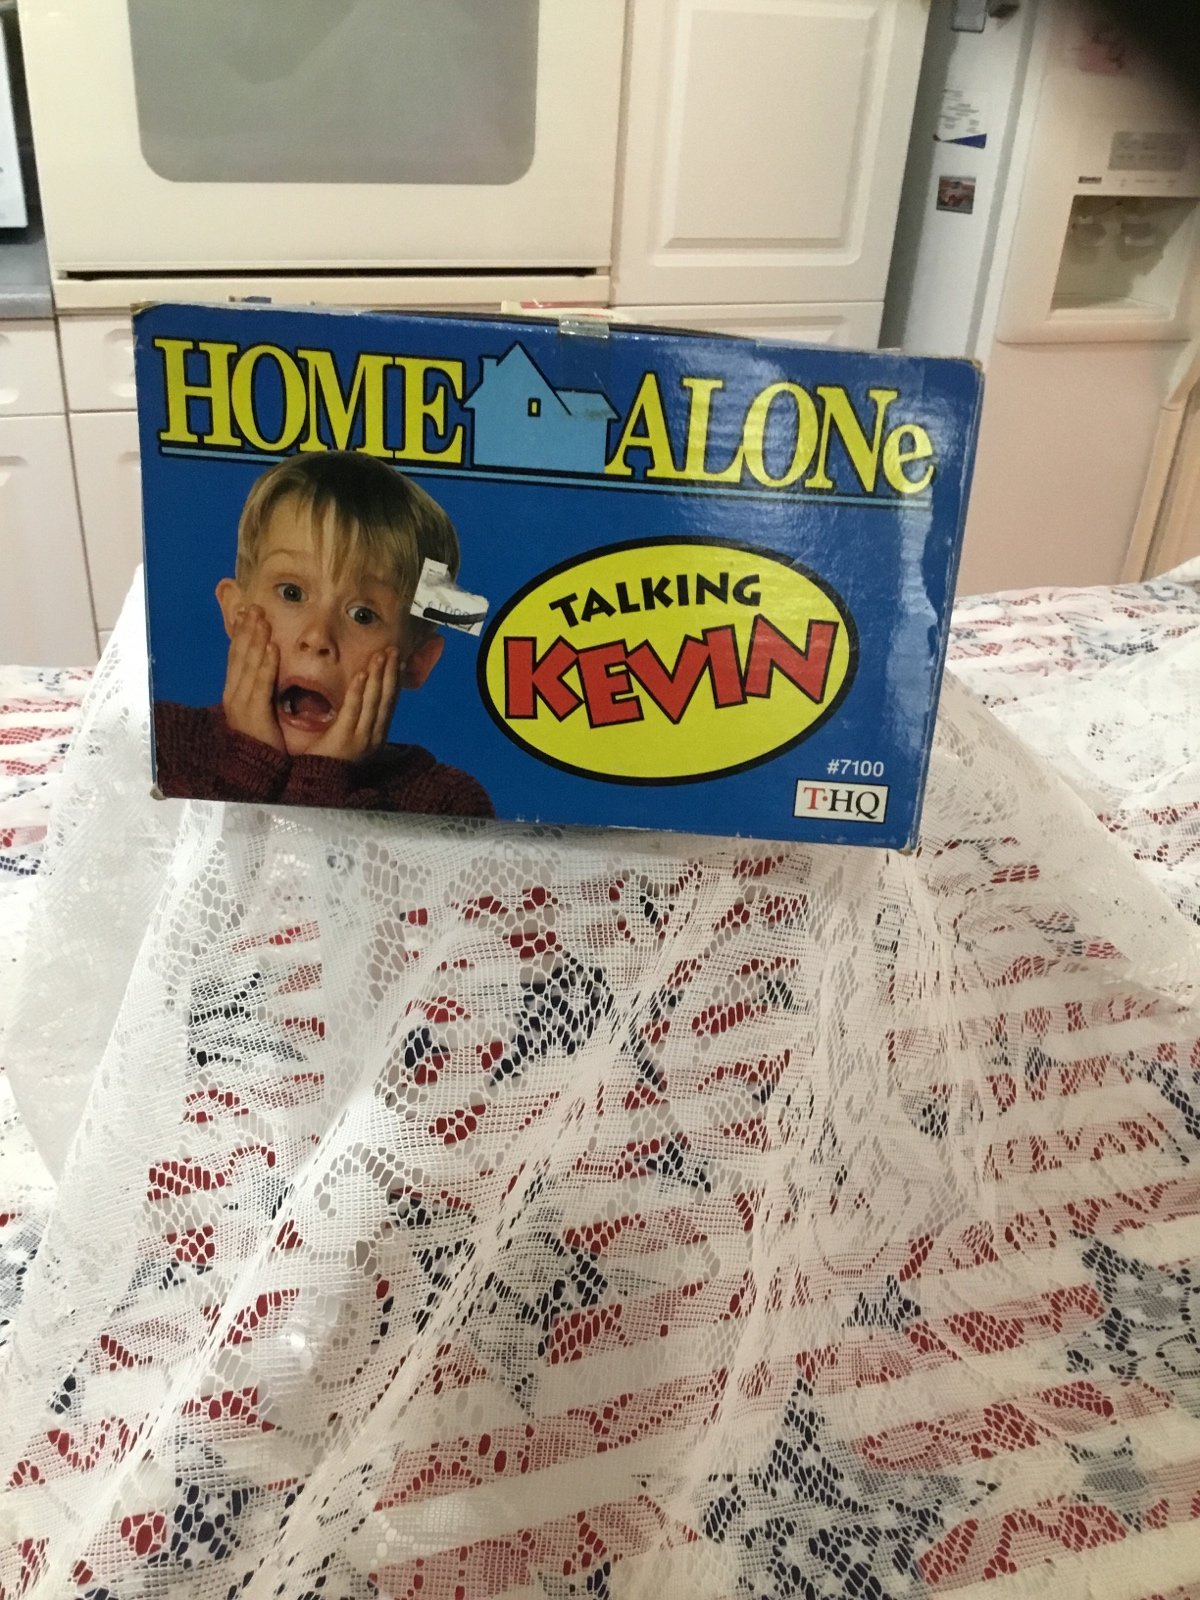 HOME ALONe
TALKING
KEVIN
#7100
T·HQ